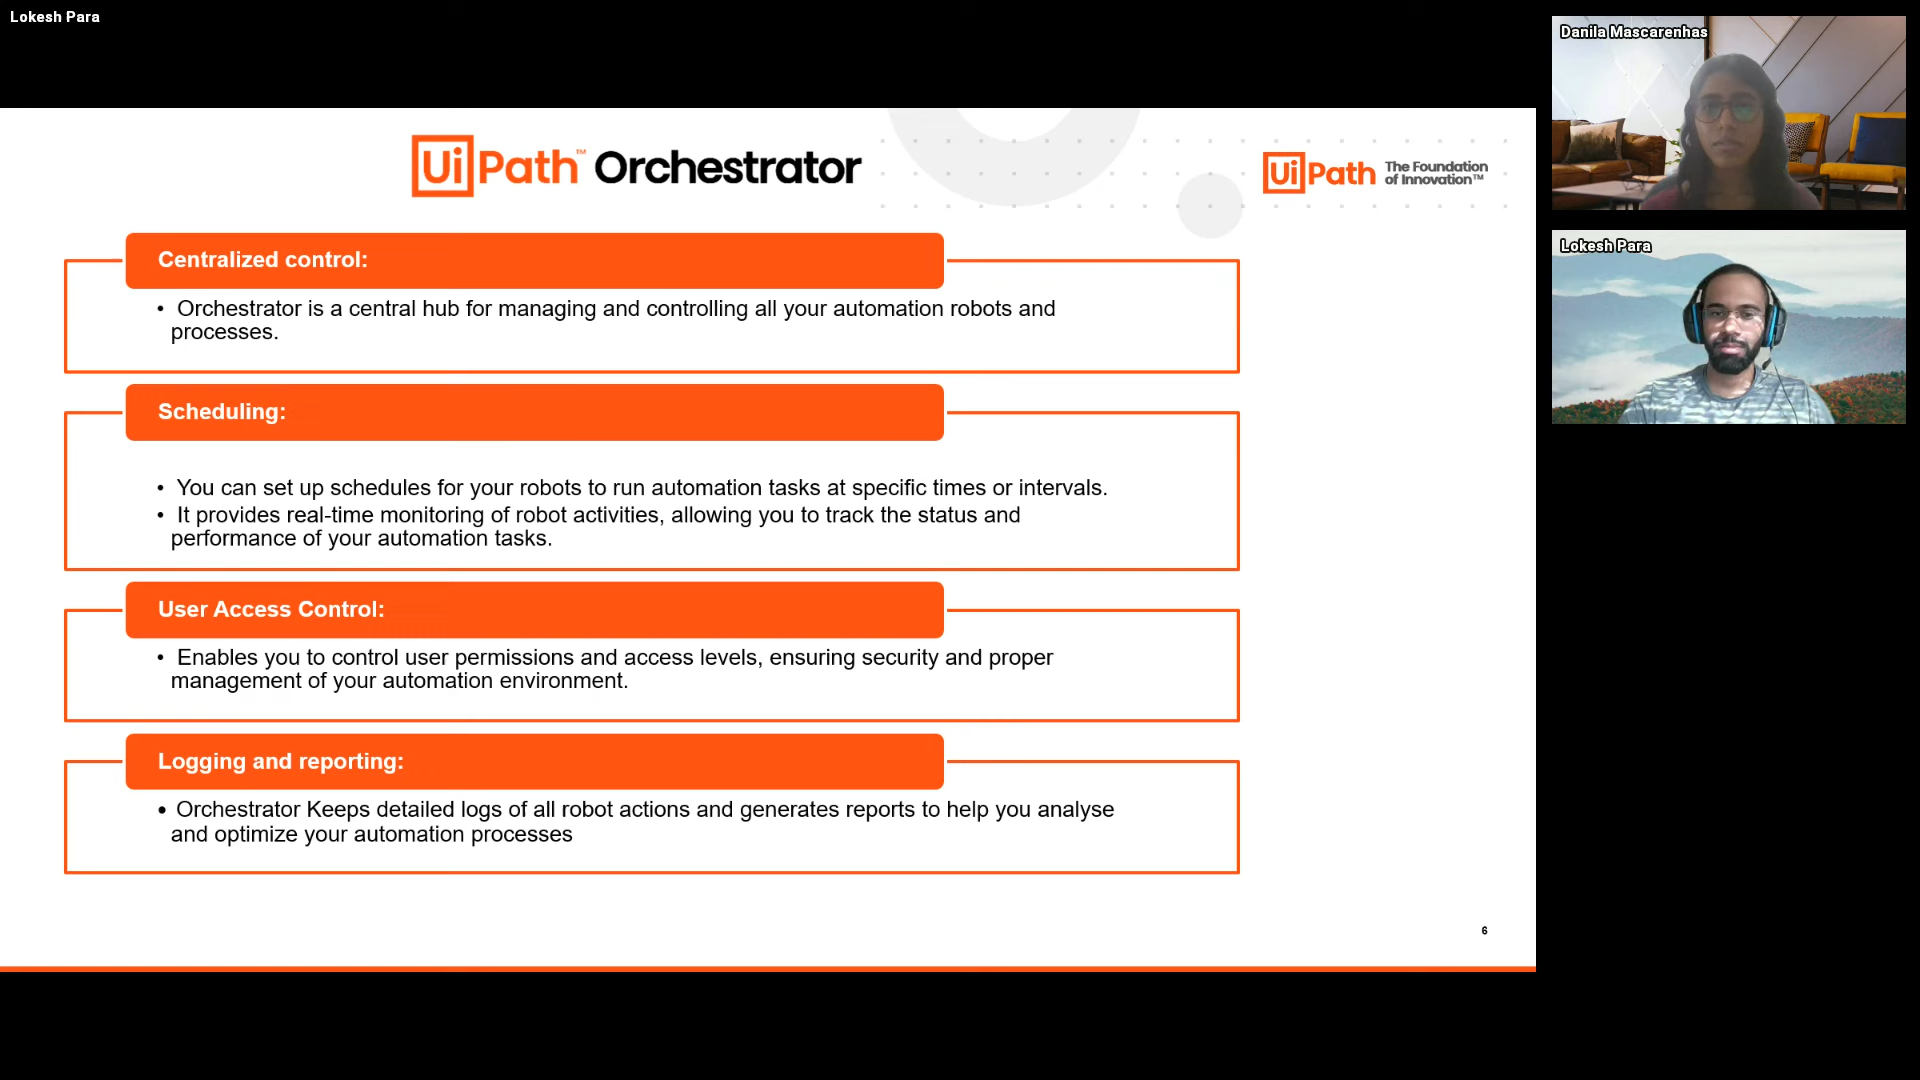 Lokesh Para
Danila Mascarenhas
Lokesh Para
UiPath™ Orchestrator
UiPath The Foundation
of Innovation™
Centralized control:
• Orchestrator is a central hub for managing and controlling all your automation robots and
processes.
Scheduling:
• You can set up schedules for your robots to run automation tasks at specific times or intervals.
• It provides real-time monitoring of robot activities, allowing you to track the status and
performance of your automation tasks.
User Access Control:
• Enables you to control user permissions and access levels, ensuring security and proper
management of your automation environment.
Logging and reporting:
• Orchestrator Keeps detailed logs of all robot actions and generates reports to help you analyse
and optimize your automation processes
6